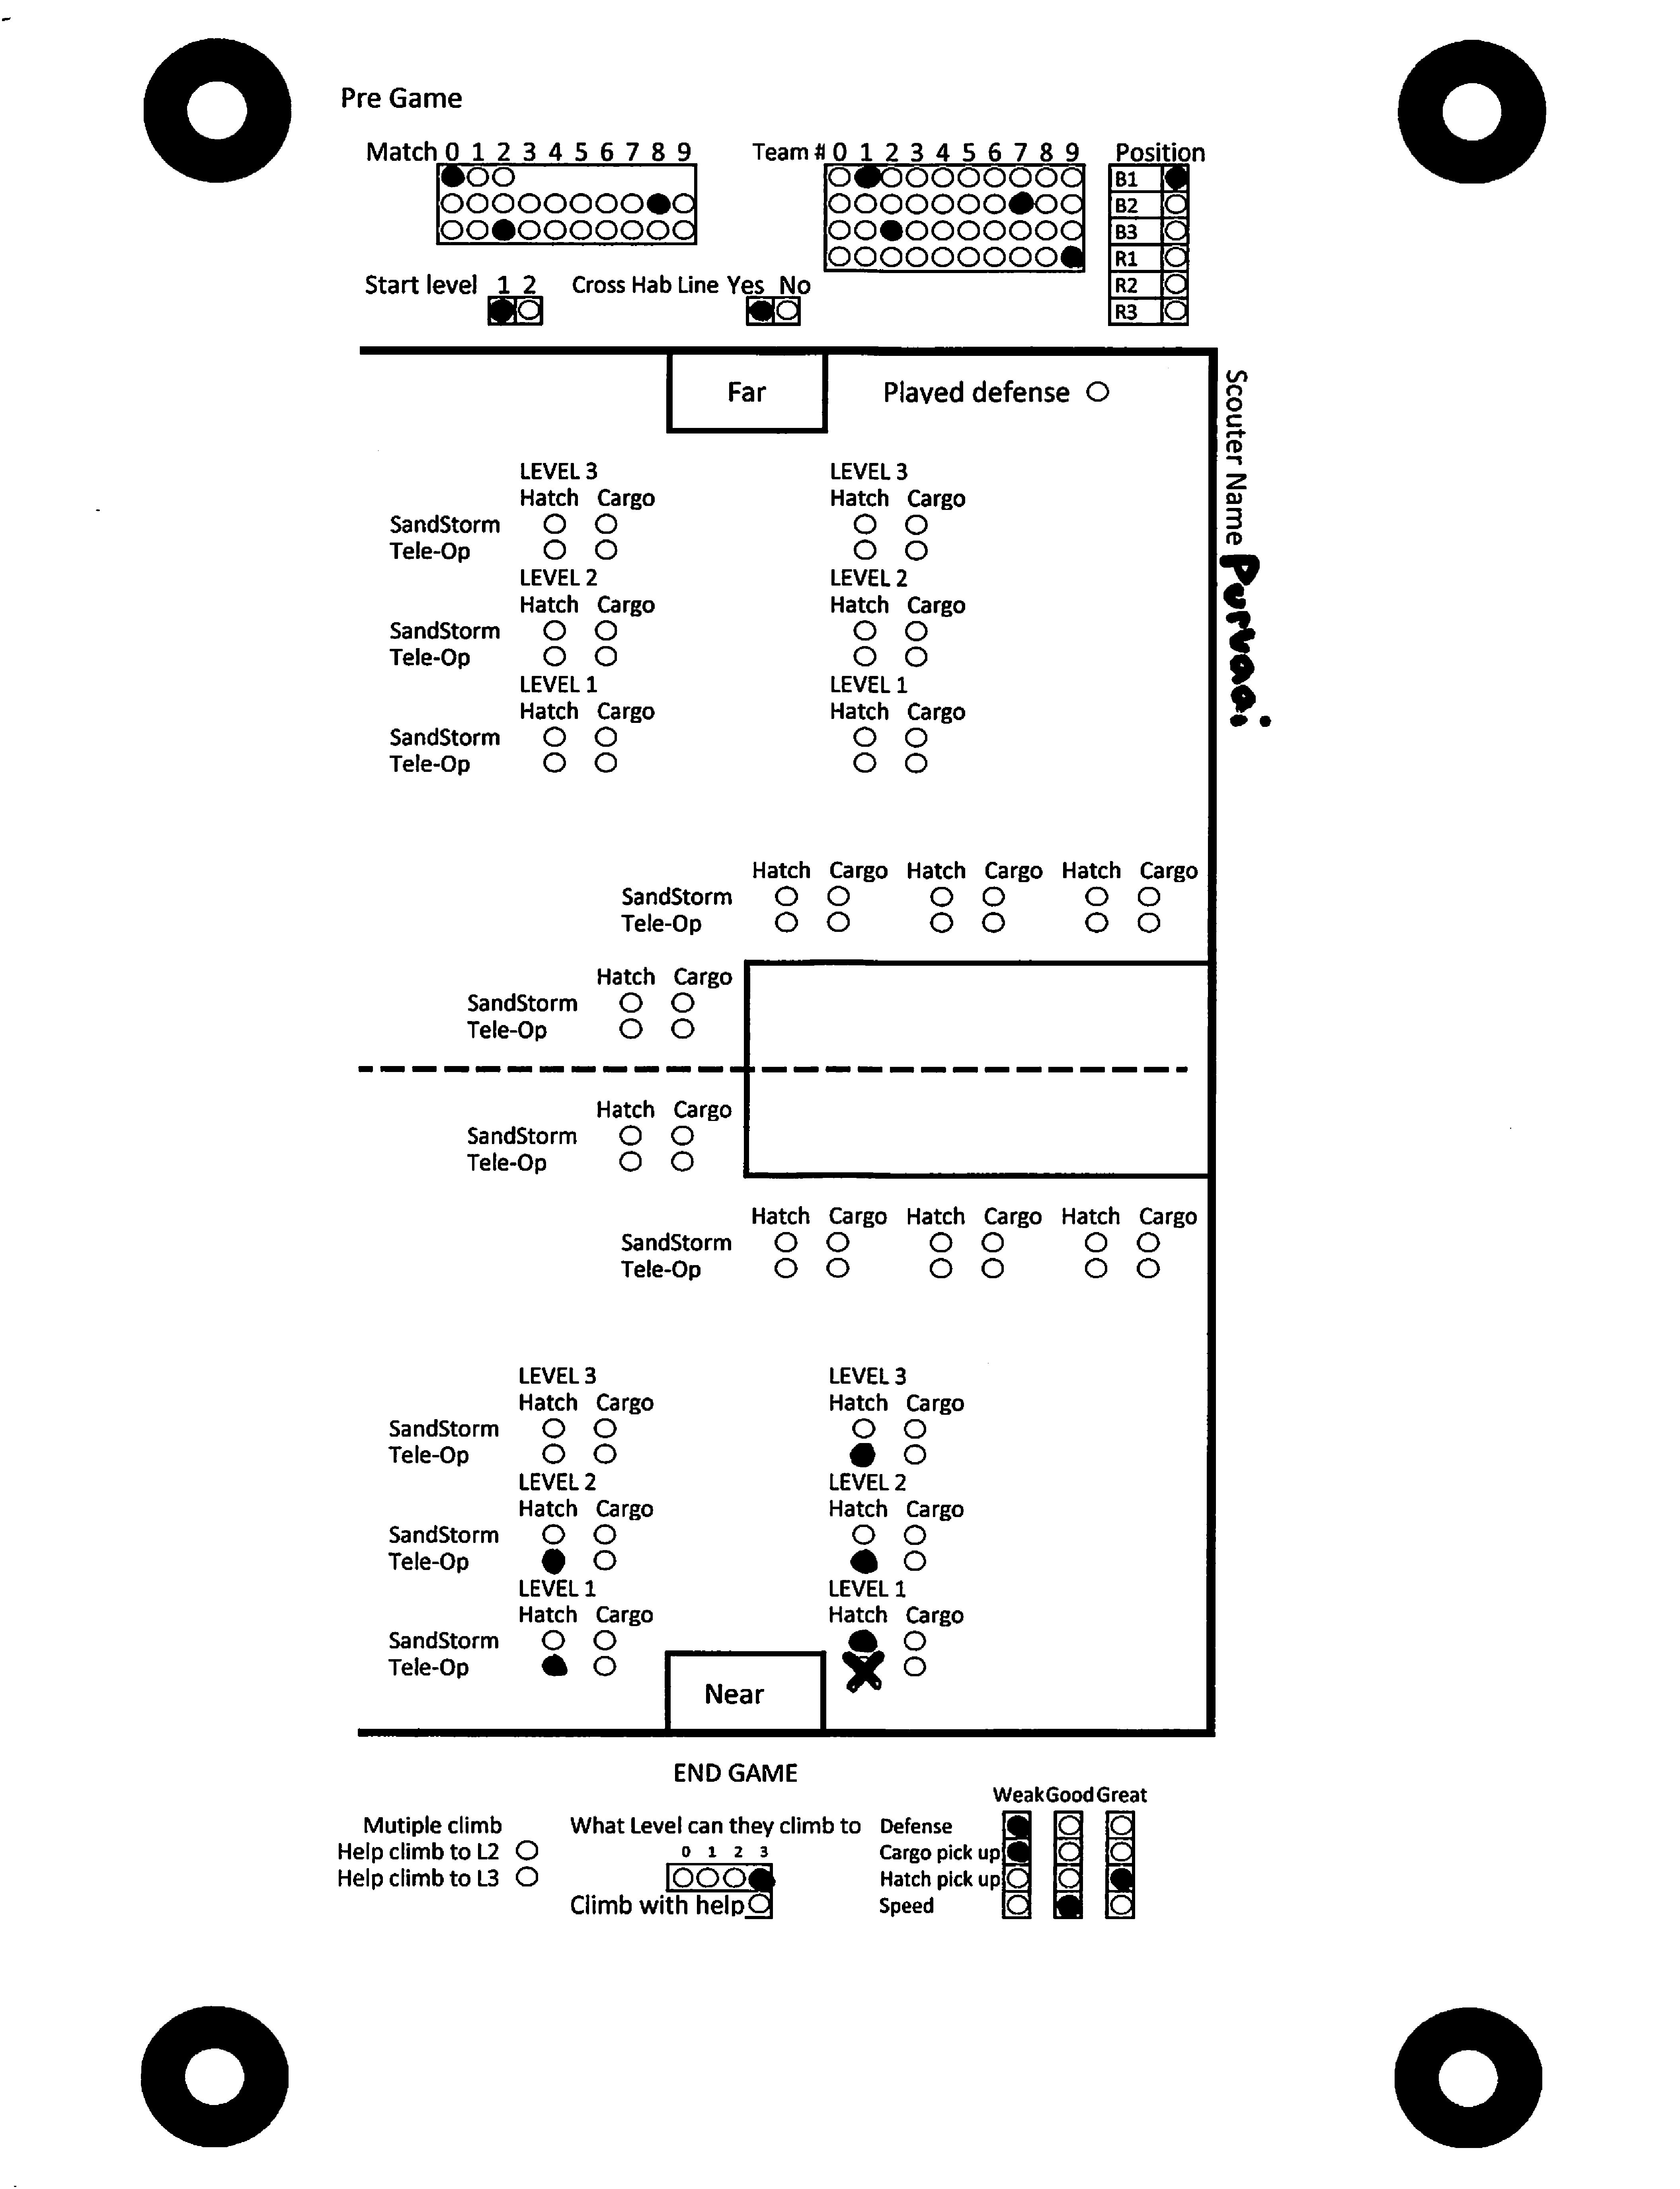 Pre Game
Match 0 1 2 3 4 5 6 7 8 9
Team # 0 1 2 3 4 5 6 7 8 9
Position
B1
B2
B3
R1
R2
R3
Start level 1 2
Cross Hab Line Yes No
Far
Played defense
Scouter Name Purvai
LEVEL 3 LEVEL 3
Hatch Cargo Hatch Cargo
SandStorm
Tele-Op
LEVEL 2 LEVEL 2
Hatch Cargo Hatch Cargo
SandStorm
Tele-Op
LEVEL 1 LEVEL 1
Hatch Cargo Hatch Cargo
SandStorm
Tele-Op
Hatch Cargo Hatch Cargo Hatch Cargo
SandStorm
Tele-Op
Hatch Cargo
SandStorm
Tele-Op
Hatch Cargo
SandStorm
Tele-Op
Hatch Cargo Hatch Cargo Hatch Cargo
SandStorm
Tele-Op
LEVEL 3 LEVEL 3
Hatch Cargo Hatch Cargo
SandStorm
Tele-Op
LEVEL 2 LEVEL 2
Hatch Cargo Hatch Cargo
SandStorm
Tele-Op
LEVEL 1 LEVEL 1
Hatch Cargo Hatch Cargo
SandStorm
Tele-Op
Near
END GAME
Mutiple climb
Help climb to L2
Help climb to L3
What Level can they climb to
0 1 2 3
Climb with help
Weak Good Great
Defense
Cargo pick up
Hatch pick up
Speed